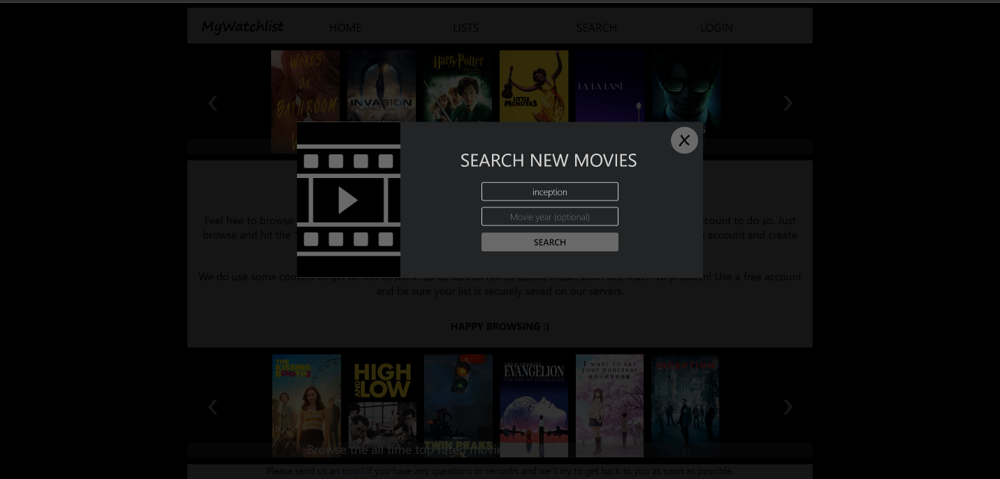 MyWatchlist HOME LISTS SEARCH LOGIN
WORDS
ON
BATHROOM
INVASION
PLANET EARTH
Harry Potter
LITTLE
MONSTERS
LA LA LAND
SEARCH NEW MOVIES
inception
Movie year (optional)
SEARCH
Feel free to browse
count to do so. Just
browse and hit the
account and create
We do use some cookies to get all this to work. So be careful not to delete those. Dont like that? No problem! Use a free account
and be sure your list is securely saved on our servers.
HAPPY BROWSING :)
THE
KISSING
BOOTH 2
HIGH
AND
LOW
TWIN PEAKS
EVANGELION
I want to eat
your pancreas
INCEPTION
Browse the all time top rated movie
Please send us an email if you have any questions or remarks and we'll try to get back to you as soon as possible.